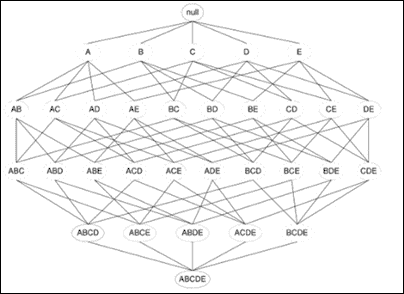 null
A B C D E
AB AC AD AE BC BD BE CD CE DE
ABC ABD ABE ACD ACE ADE BCD BCE BDE CDE
ABCD ABCE ABDE ACDE BCDE
ABCDE